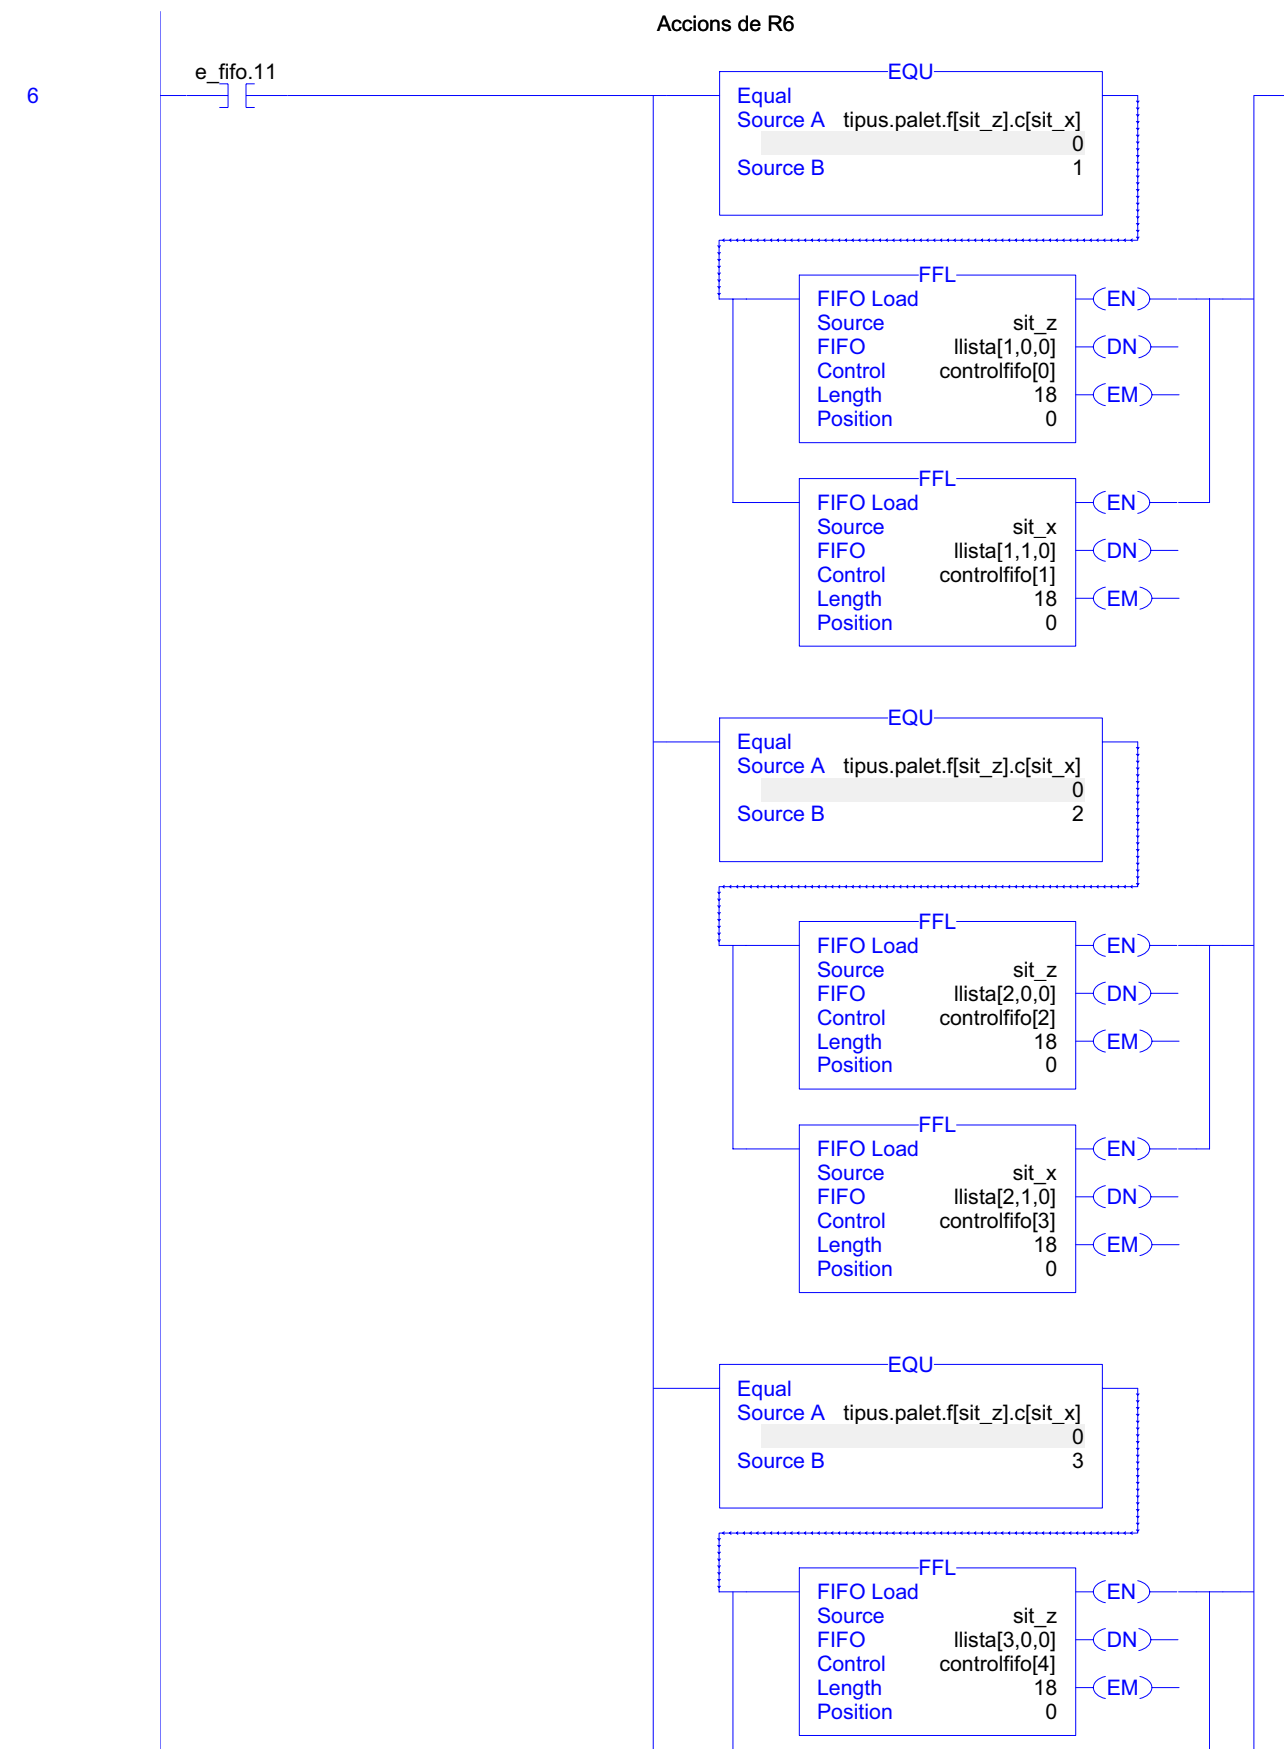 Accions de R6
e_fifo.11
6
EQU
Equal
Source A tipus.palet.f[sit_z].c[sit_x]
0
Source B 1
FFL
FIFO Load
Source sit_z
FIFO llista[1,0,0]
Control controlfifo[0]
Length 18
Position 0
EN
DN
EM
FFL
FIFO Load
Source sit_x
FIFO llista[1,1,0]
Control controlfifo[1]
Length 18
Position 0
EN
DN
EM
EQU
Equal
Source A tipus.palet.f[sit_z].c[sit_x]
0
Source B 2
FFL
FIFO Load
Source sit_z
FIFO llista[2,0,0]
Control controlfifo[2]
Length 18
Position 0
EN
DN
EM
FFL
FIFO Load
Source sit_x
FIFO llista[2,1,0]
Control controlfifo[3]
Length 18
Position 0
EN
DN
EM
EQU
Equal
Source A tipus.palet.f[sit_z].c[sit_x]
0
Source B 3
FFL
FIFO Load
Source sit_z
FIFO llista[3,0,0]
Control controlfifo[4]
Length 18
Position 0
EN
DN
EM